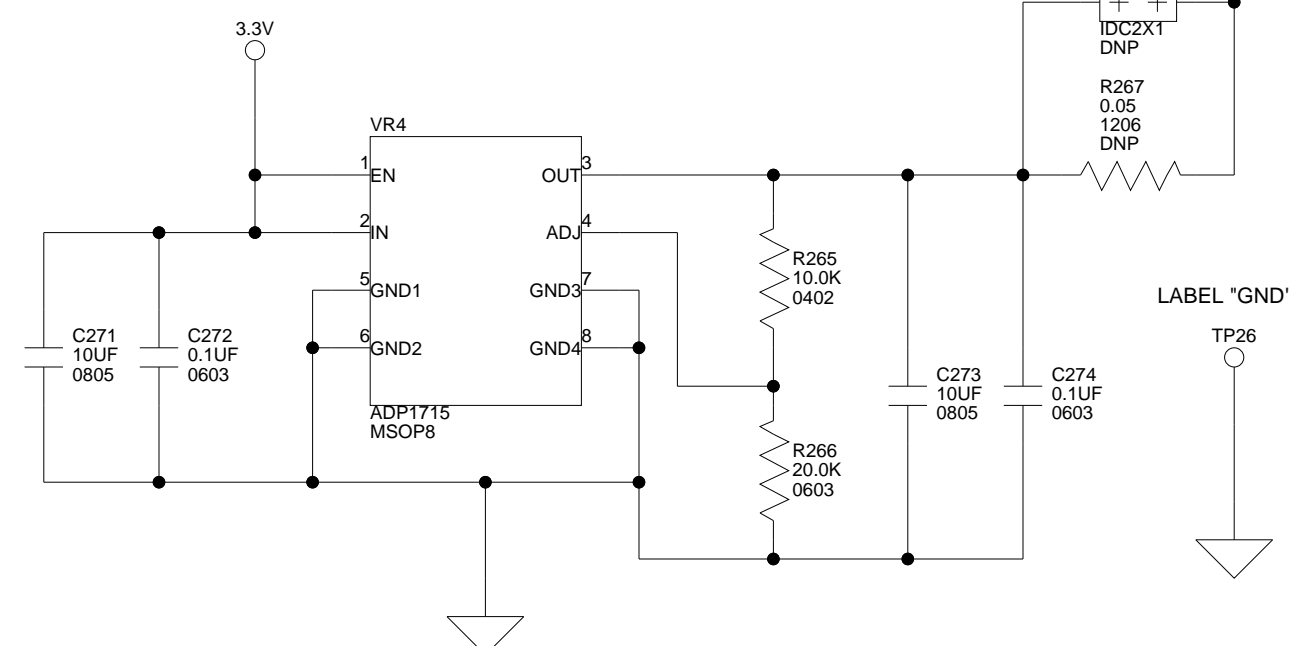 3.3V
IDC2X1
DNP
R267
0.05
1206
DNP
VR4
1
EN
2
IN
5
GND1
6
GND2
OUT
3
ADJ
4
GND3
7
GND4
8
ADP1715
MSOP8
C271
10UF
0805
C272
0.1UF
0603
R265
10.0K
0402
R266
20.0K
0603
C273
10UF
0805
C274
0.1UF
0603
LABEL "GND"
TP26